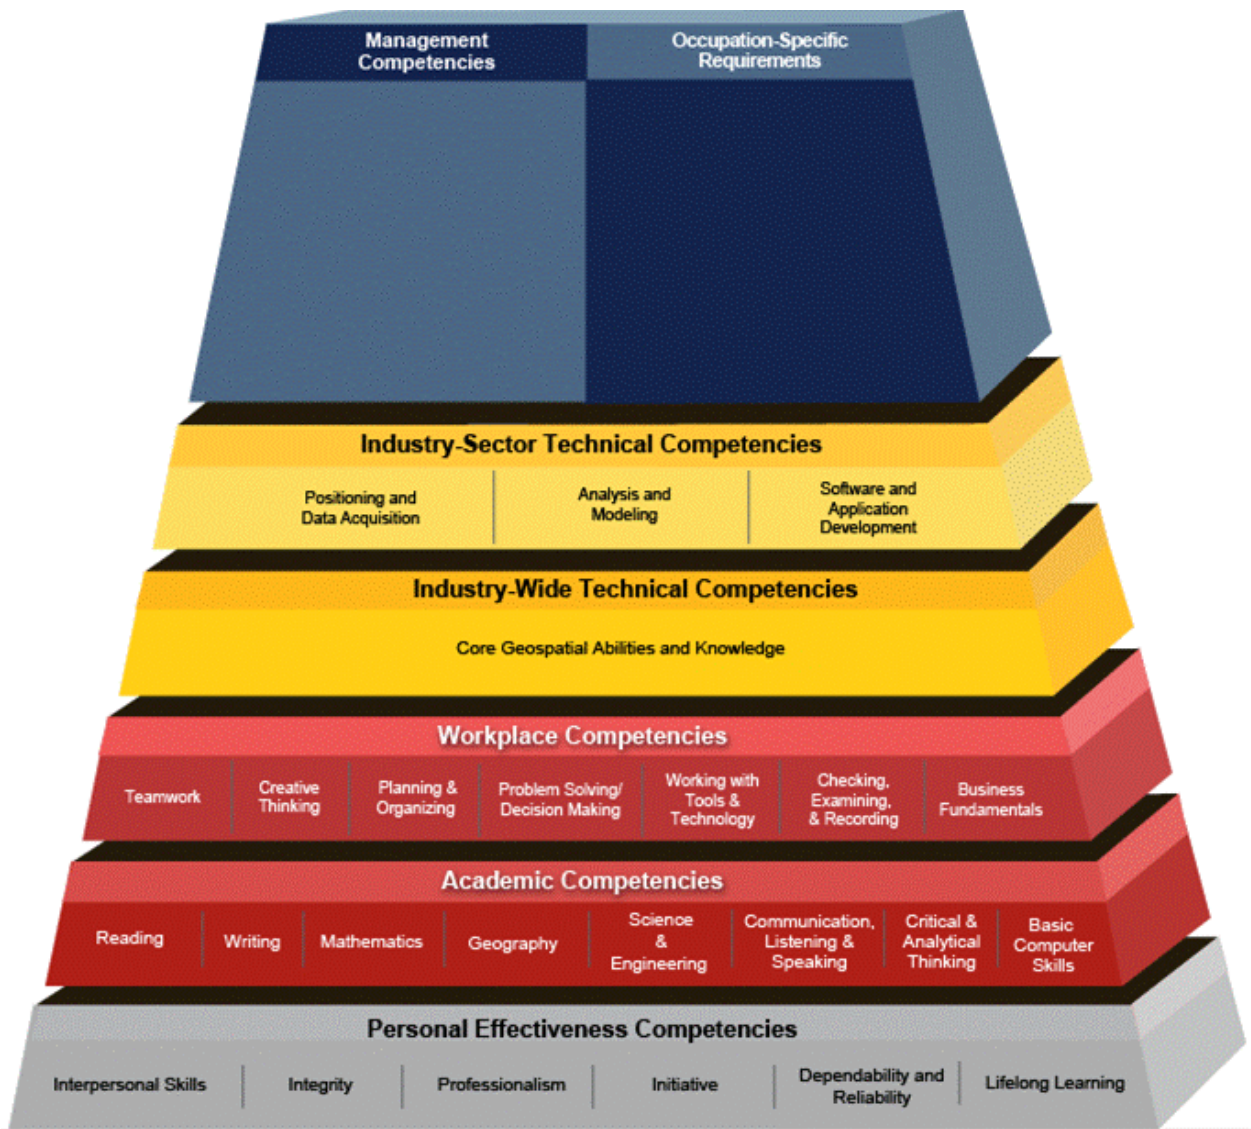 Management
Competencies
Occupation-Specific
Requirements
Industry-Sector Technical Competencies
Positioning and
Data Acquisition
Analysis and
Modeling
Software and
Application
Development
Industry-Wide Technical Competencies
Core Geospatial Abilities and Knowledge
Workplace Competencies
Teamwork
Creative
Thinking
Planning &
Organizing
Problem Solving/
Decision Making
Working with
Tools &
Technology
Checking,
Examining,
& Recording
Business
Fundamentals
Academic Competencies
Reading
Writing
Mathematics
Geography
Science
&
Engineering
Communication,
Listening &
Speaking
Critical &
Analytical
Thinking
Basic
Computer
Skills
Personal Effectiveness Competencies
Interpersonal Skills
Integrity
Professionalism
Initiative
Dependability and
Reliability
Lifelong Learning